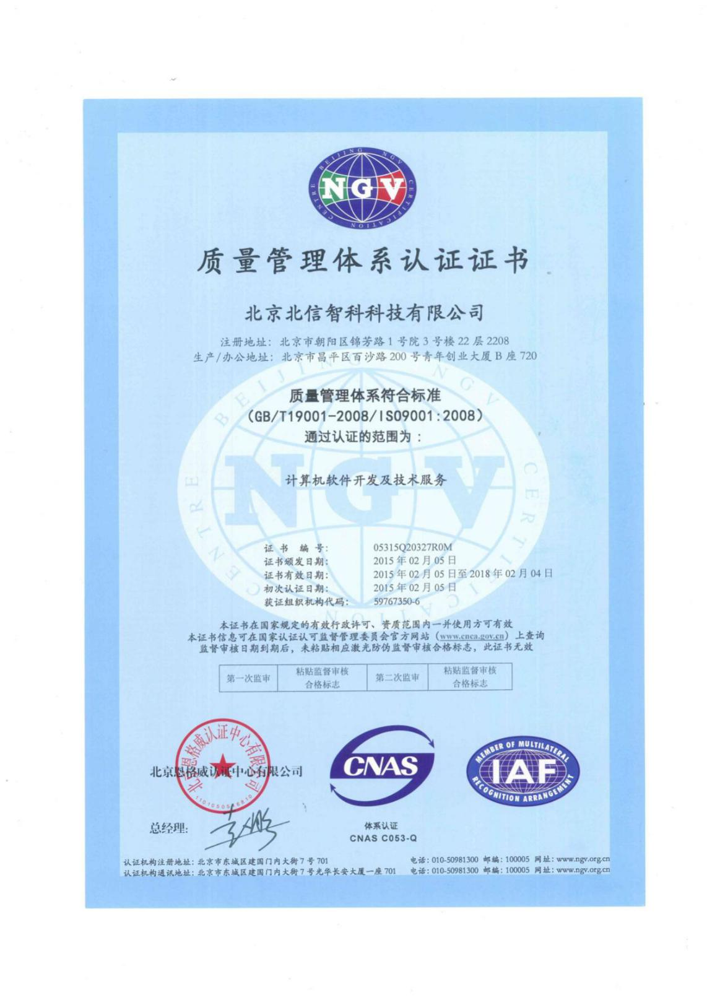 BEIJING NGV CERTIFICATION CENTRE
NGV
质量管理体系认证证书
北京北信智科科技有限公司
注册地址：北京市朝阳区锦芳路1号院3号楼22层2208
生产/办公地址：北京市昌平区百沙路200号青年创业大厦B座720
质量管理体系符合标准
（GB/T19001-2008/ISO9001:2008）
通过认证的范围为：
计算机软件开发及技术服务
BEIJING NGV CERTIFICATION CENTRE
NGV
证书编号： 05315Q20327R0M
证书颁发日期： 2015年02月05日
证书有效日期： 2015年02月05日至2018年02月04日
初次认证日期： 2015年02月05日
获证组织机构代码： 59767350-6
本证书在国家规定的有效行政许可、资质范围内一并使用方可有效
本证书信息可在国家认证认可监督管理委员会官方网站（www.cnca.gov.cn）上查询
监督审核日期到期后，未粘贴相应激光防伪监督审核合格标志，此证书无效
第一次监审 粘贴监督审核合格标志 第二次监审 粘贴监督审核合格标志
北京恩格威认证中心有限公司
北京恩格威认证中心有限公司
CNAS
MEMBER OF MULTILATERAL
IAF
RECOGNITION ARRANGEMENT
总经理：
体系认证
CNAS C053-Q
认证机构注册地址：北京市东城区建国门内大街7号701 电话：010-50981300 邮编：100005 网址：www.ngv.org.cn
认证机构通讯地址：北京市东城区建国门内大街7号光华长安大厦一座701 电话：010-50981300 邮编：100005 网址：www.ngv.org.cn